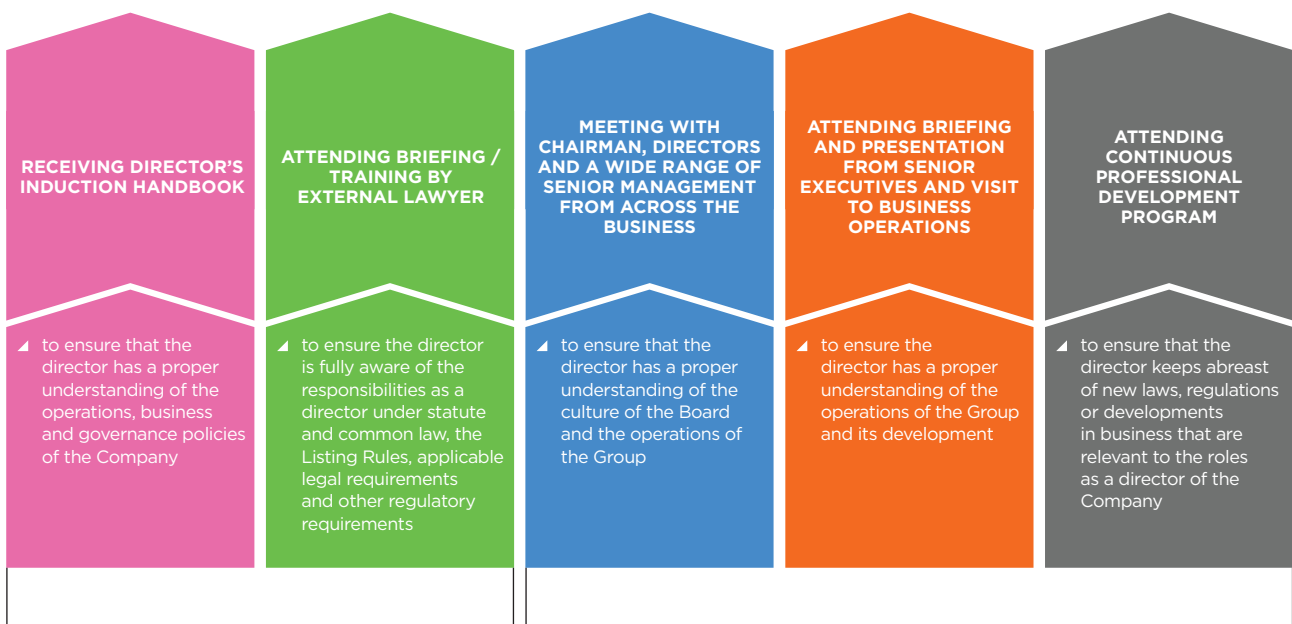 RECEIVING DIRECTOR'S
INDUCTION HANDBOOK
to ensure that the
director has a proper
understanding of the
operations, business
and governance policies
of the Company
ATTENDING BRIEFING /
TRAINING BY
EXTERNAL LAWYER
to ensure the director
is fully aware of the
responsibilities as a
director under statute
and common law, the
Listing Rules, applicable
legal requirements
and other regulatory
requirements
MEETING WITH
CHAIRMAN, DIRECTORS
AND A WIDE RANGE OF
SENIOR MANAGEMENT
FROM ACROSS THE
BUSINESS
to ensure that the
director has a proper
understanding of the
culture of the Board
and the operations of
the Group
ATTENDING BRIEFING
AND PRESENTATION
FROM SENIOR
EXECUTIVES AND VISIT
TO BUSINESS
OPERATIONS
to ensure the
director has a proper
understanding of the
operations of the Group
and its development
ATTENDING
CONTINUOUS
PROFESSIONAL
DEVELOPMENT
PROGRAM
to ensure that the
director keeps abreast
of new laws, regulations
or developments
in business that are
relevant to the roles
as a director of the
Company